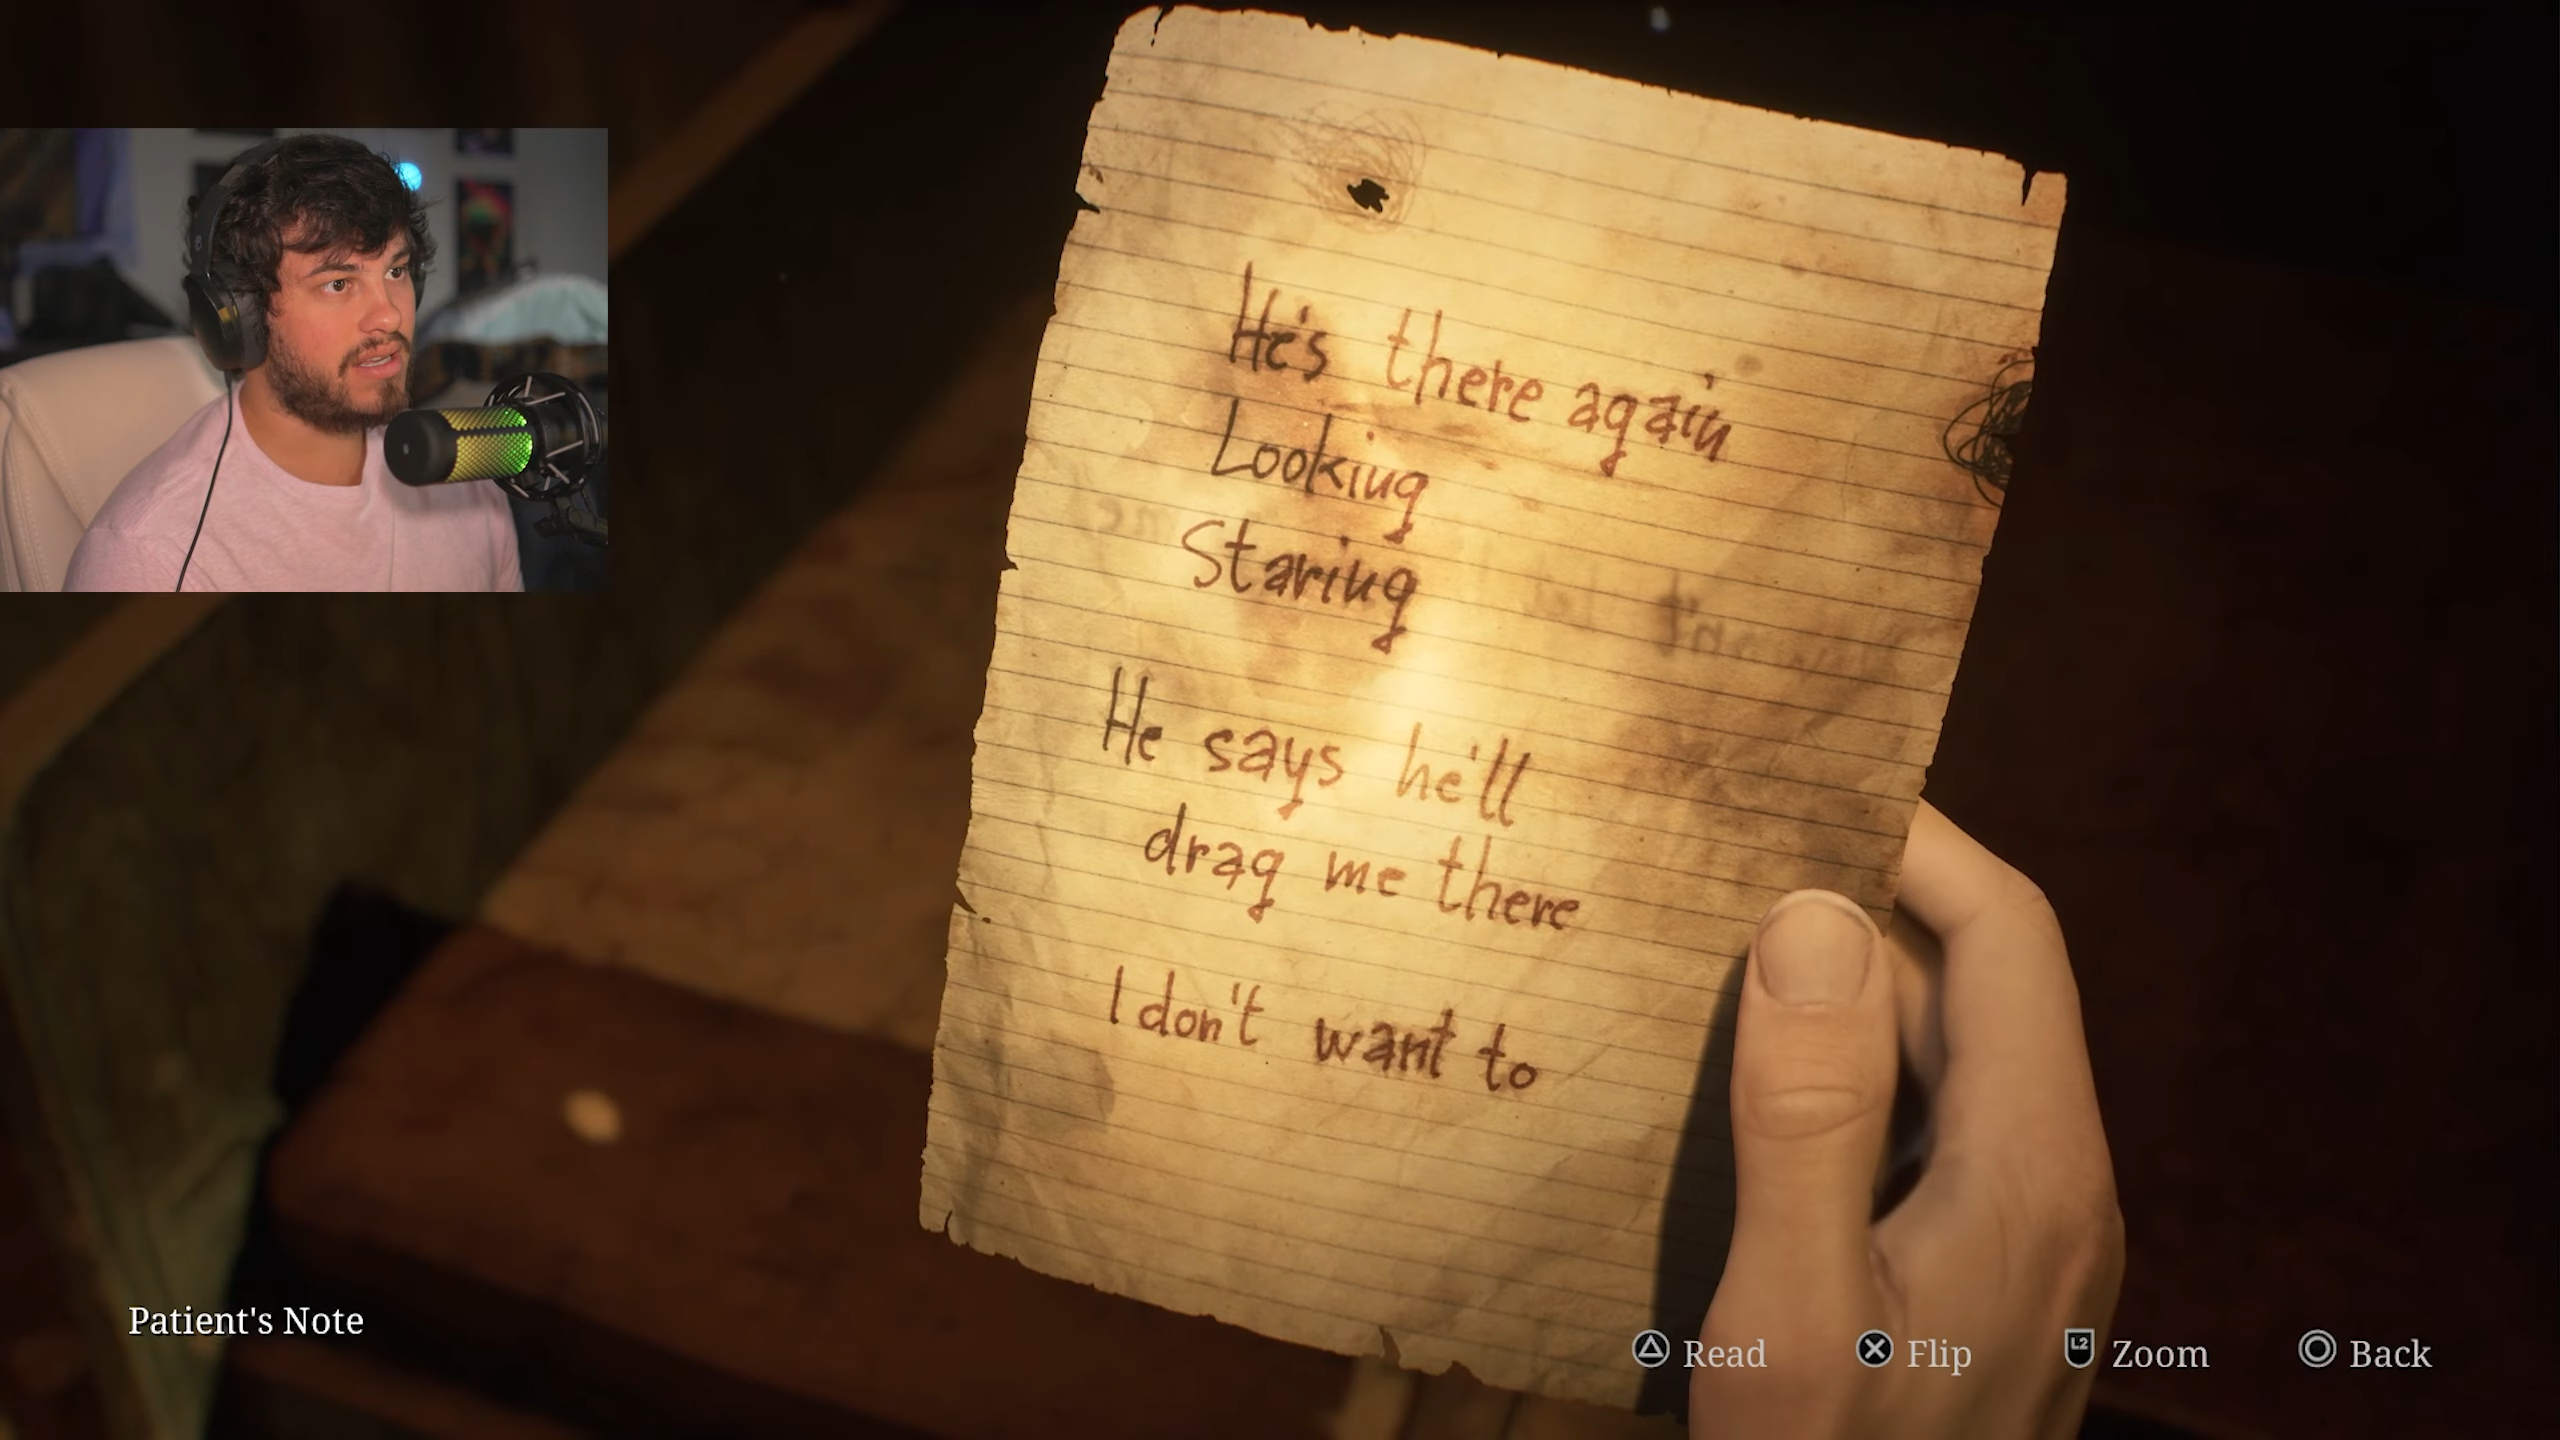 He's there again
Looking
Staring
He says he'll
drag me there
I don't want to
Patient's Note
Read
Flip
L2 Zoom
Back